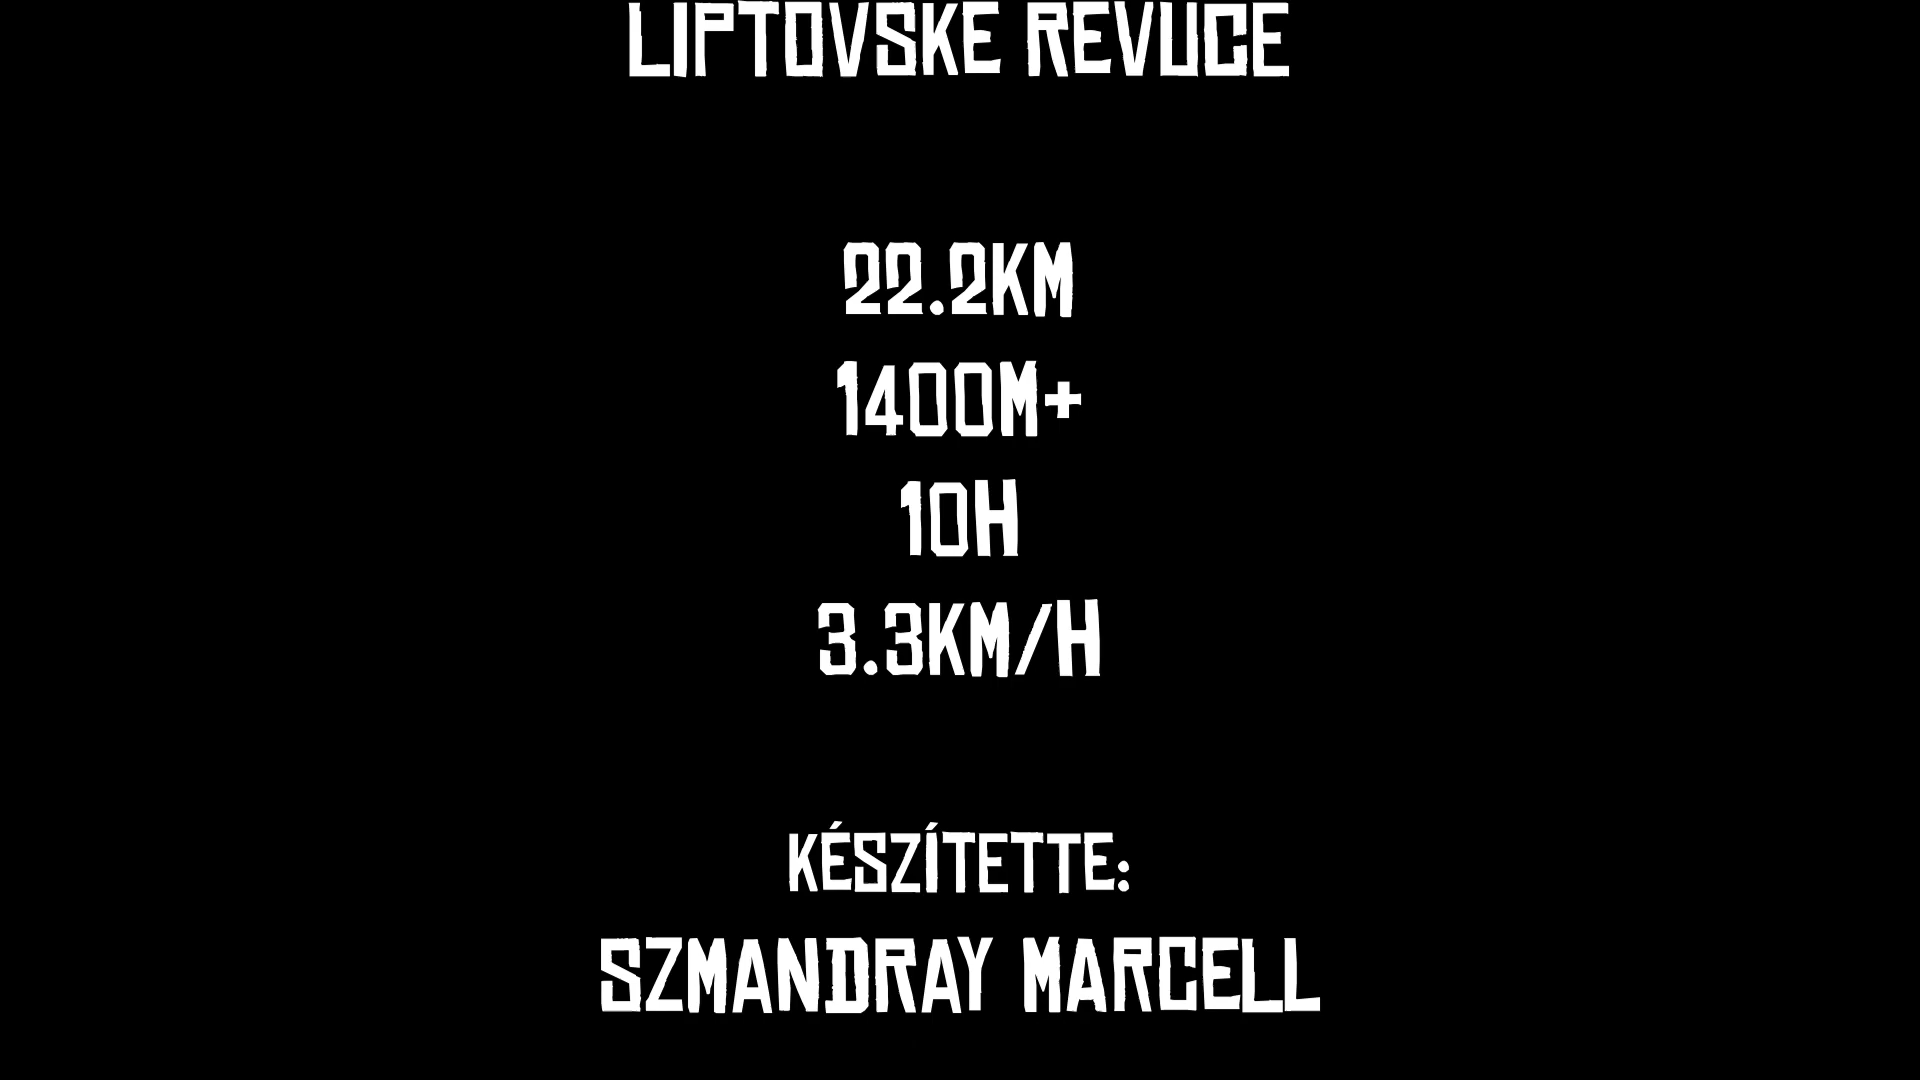 LIPTOVSKE REVUCE
22.2KM
1400M+
10H
3.3KM/H
KÉSZÍTETTE:
SZMANDRAY MARCELL